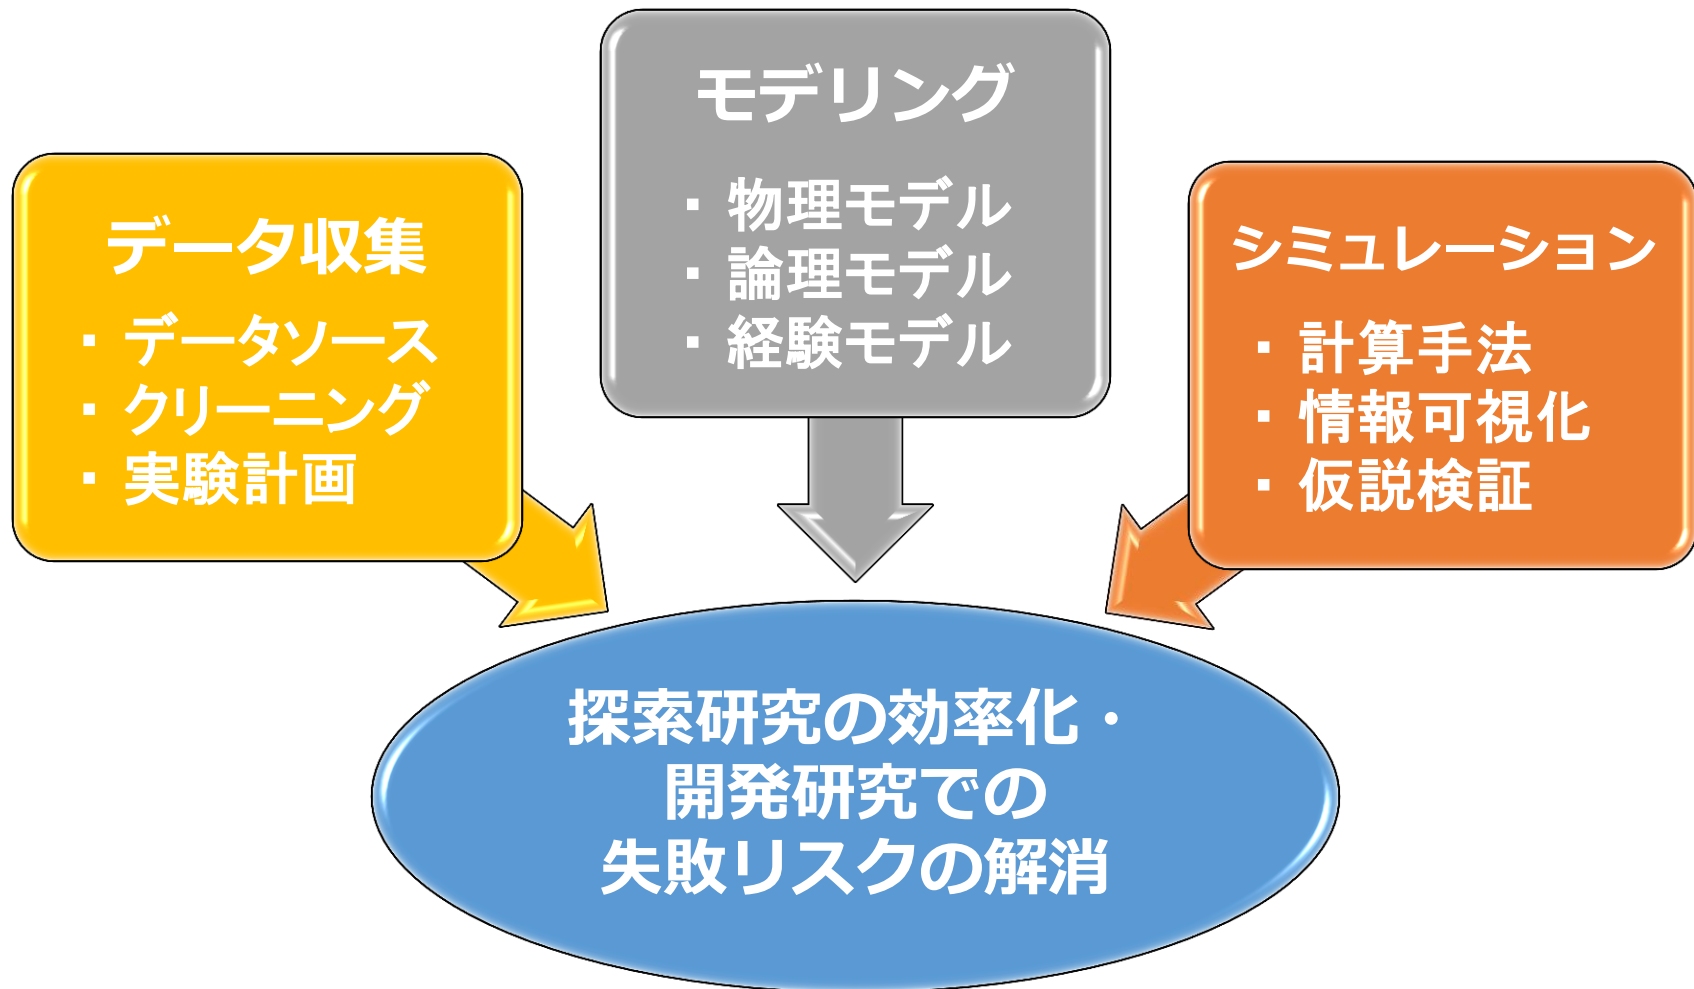 データ収集
・ データソース
・ クリーニング
・ 実験計画
モデリング
・ 物理モデル
・ 論理モデル
・ 経験モデル
シミュレーション
・ 計算手法
・ 情報可視化
・ 仮説検証
探索研究の効率化・
開発研究での
失敗リスクの解消